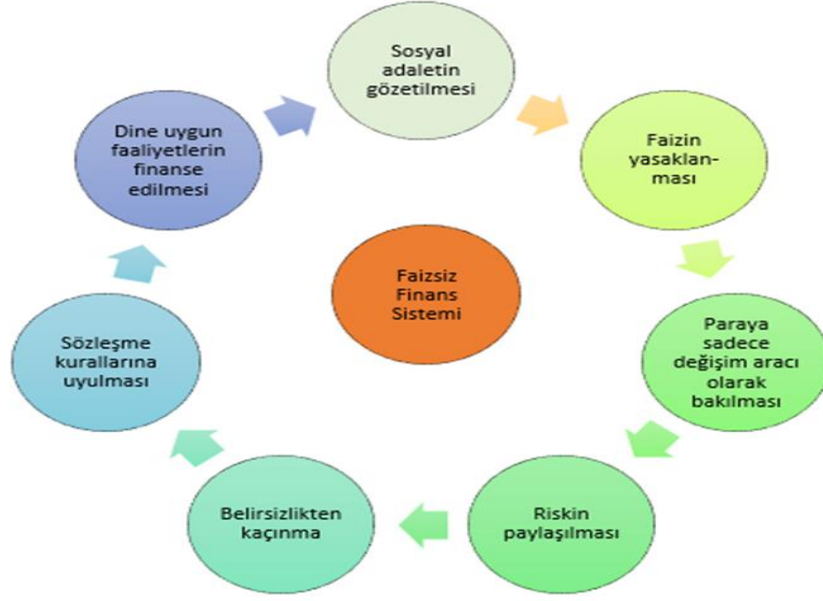 Sosyal
adaletin
gözetilmesi
Faizin
yasaklan-
ması
Paraya
sadece
değişim aracı
olarak
bakılması
Riskin
paylaşılması
Belirsizlikten
kaçınma
Sözleşme
kurallarına
uyulması
Dine uygun
faaliyetlerin
finanse
edilmesi
Faizsiz
Finans
Sistemi